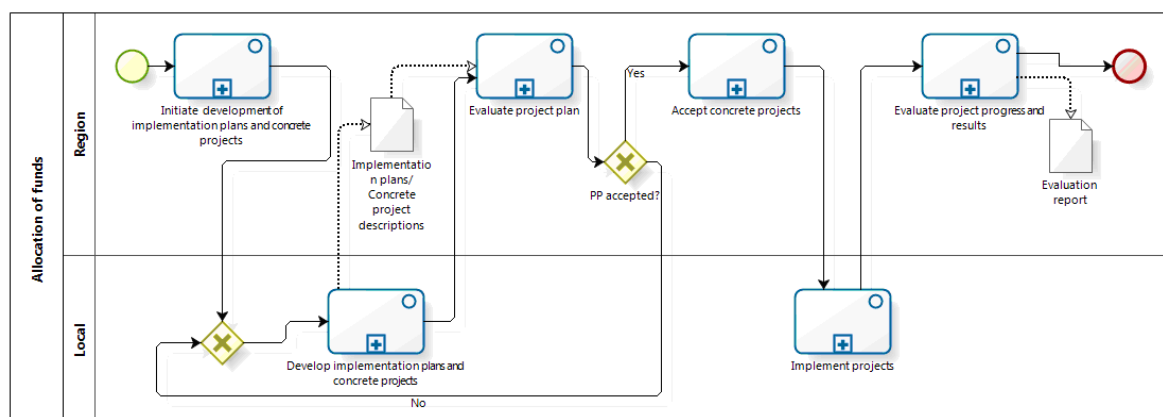 Allocation of funds
Region
Initiate development of
implementation plans and concrete
projects
Implementatio
n plans/
Concrete
project
descriptions
Evaluate project plan
Yes
PP accepted?
Accept concrete projects
Evaluate project progress and
results
Evaluation
report
Local
Develop implementation plans and
concrete projects
No
Implement projects